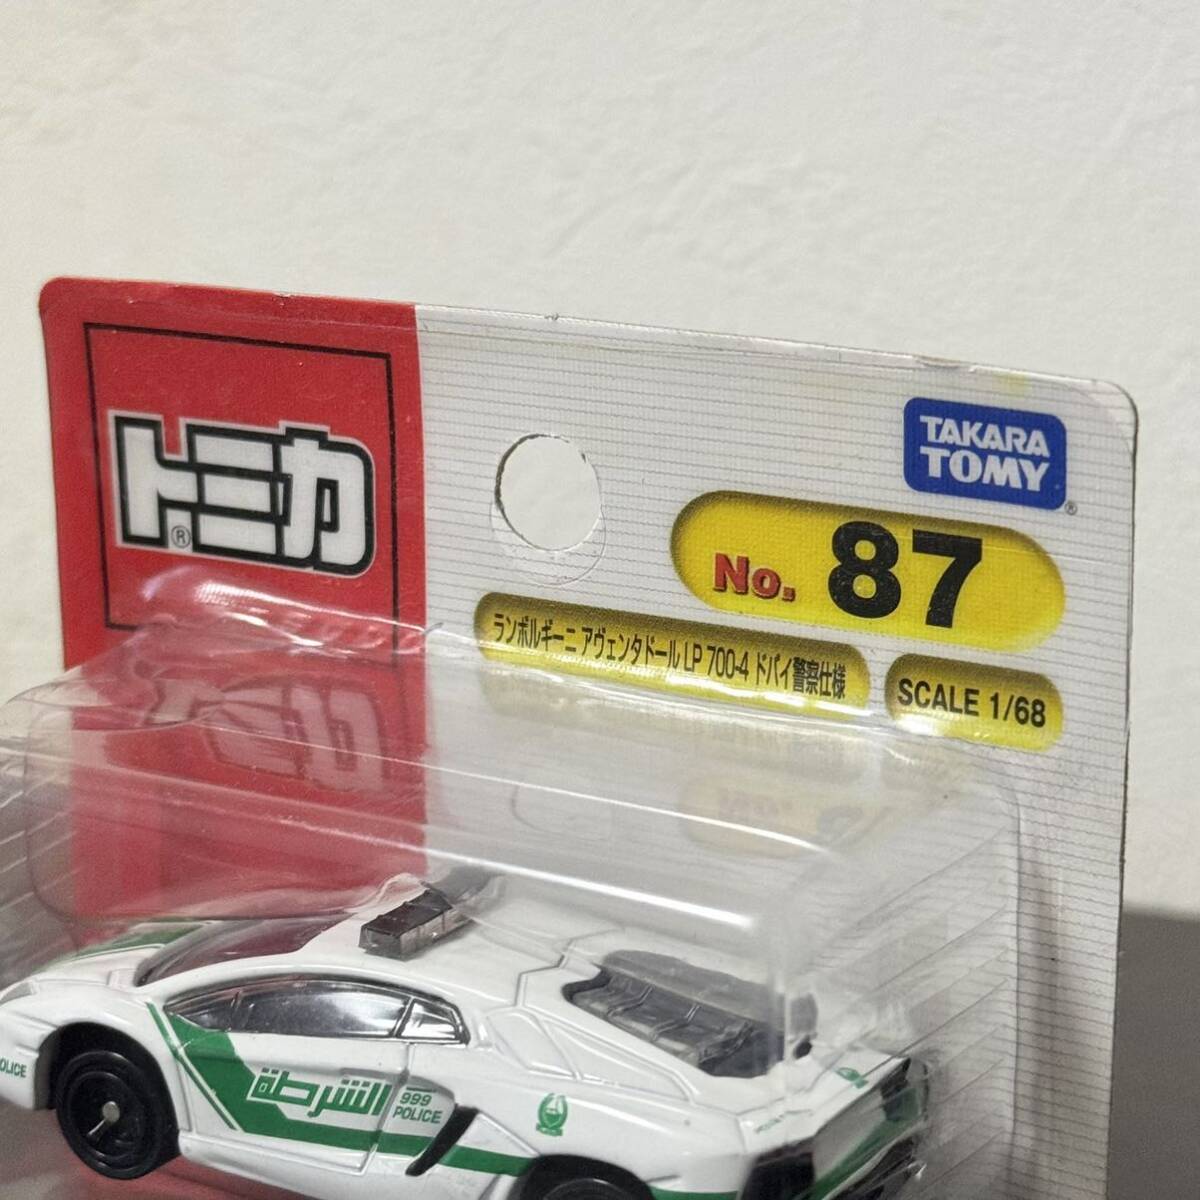 トミカ
®
TAKARA
TOMY
®
No. 87
ランボルギーニ アヴェンタドール LP 700-4 ドバイ警察仕様
SCALE 1/68
الشرطة
999
POLICE